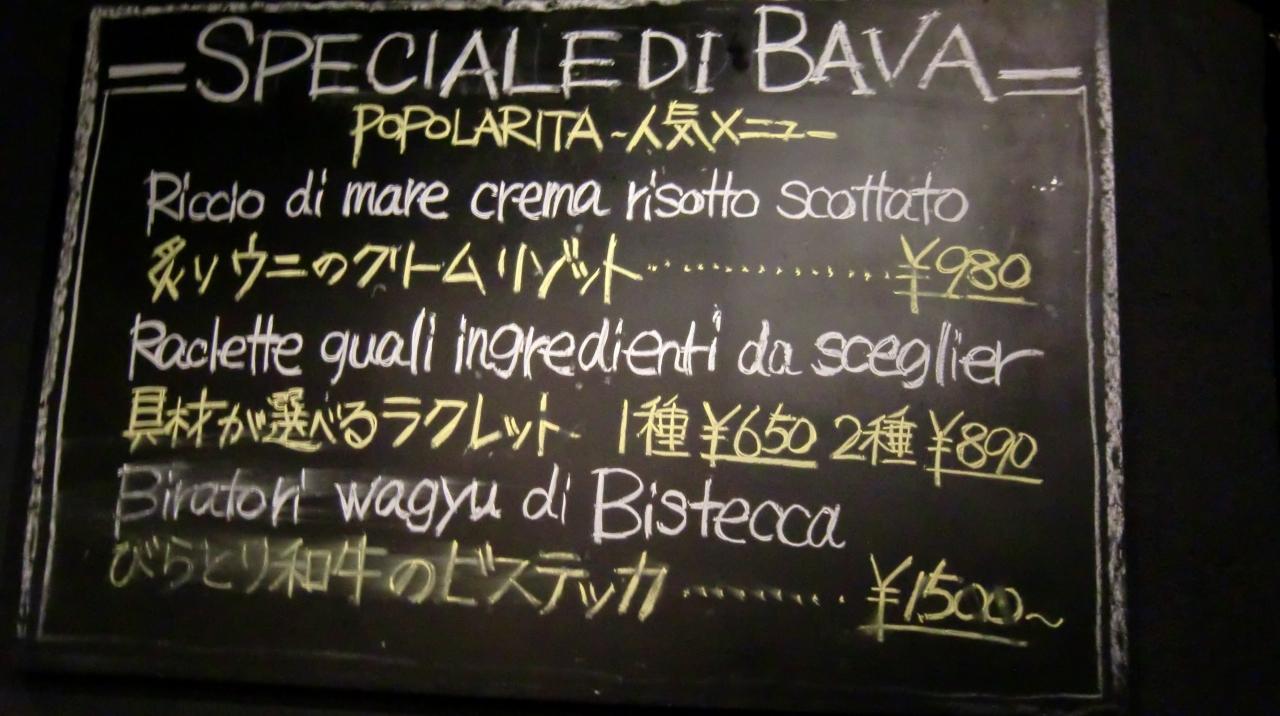 =SPECIALE DI BAVA=
POPOLARITA-人気メニュー
Riccio di mare crema risotto scottato
炙りウニのクリームリゾット..................¥980
Raclette quali ingredienti da sceglier
具材が選べるラクレット 1種 ¥650 2種 ¥890
Biratori wagyu di Bistecca
びらとり和牛のビステッカ............¥1,500~